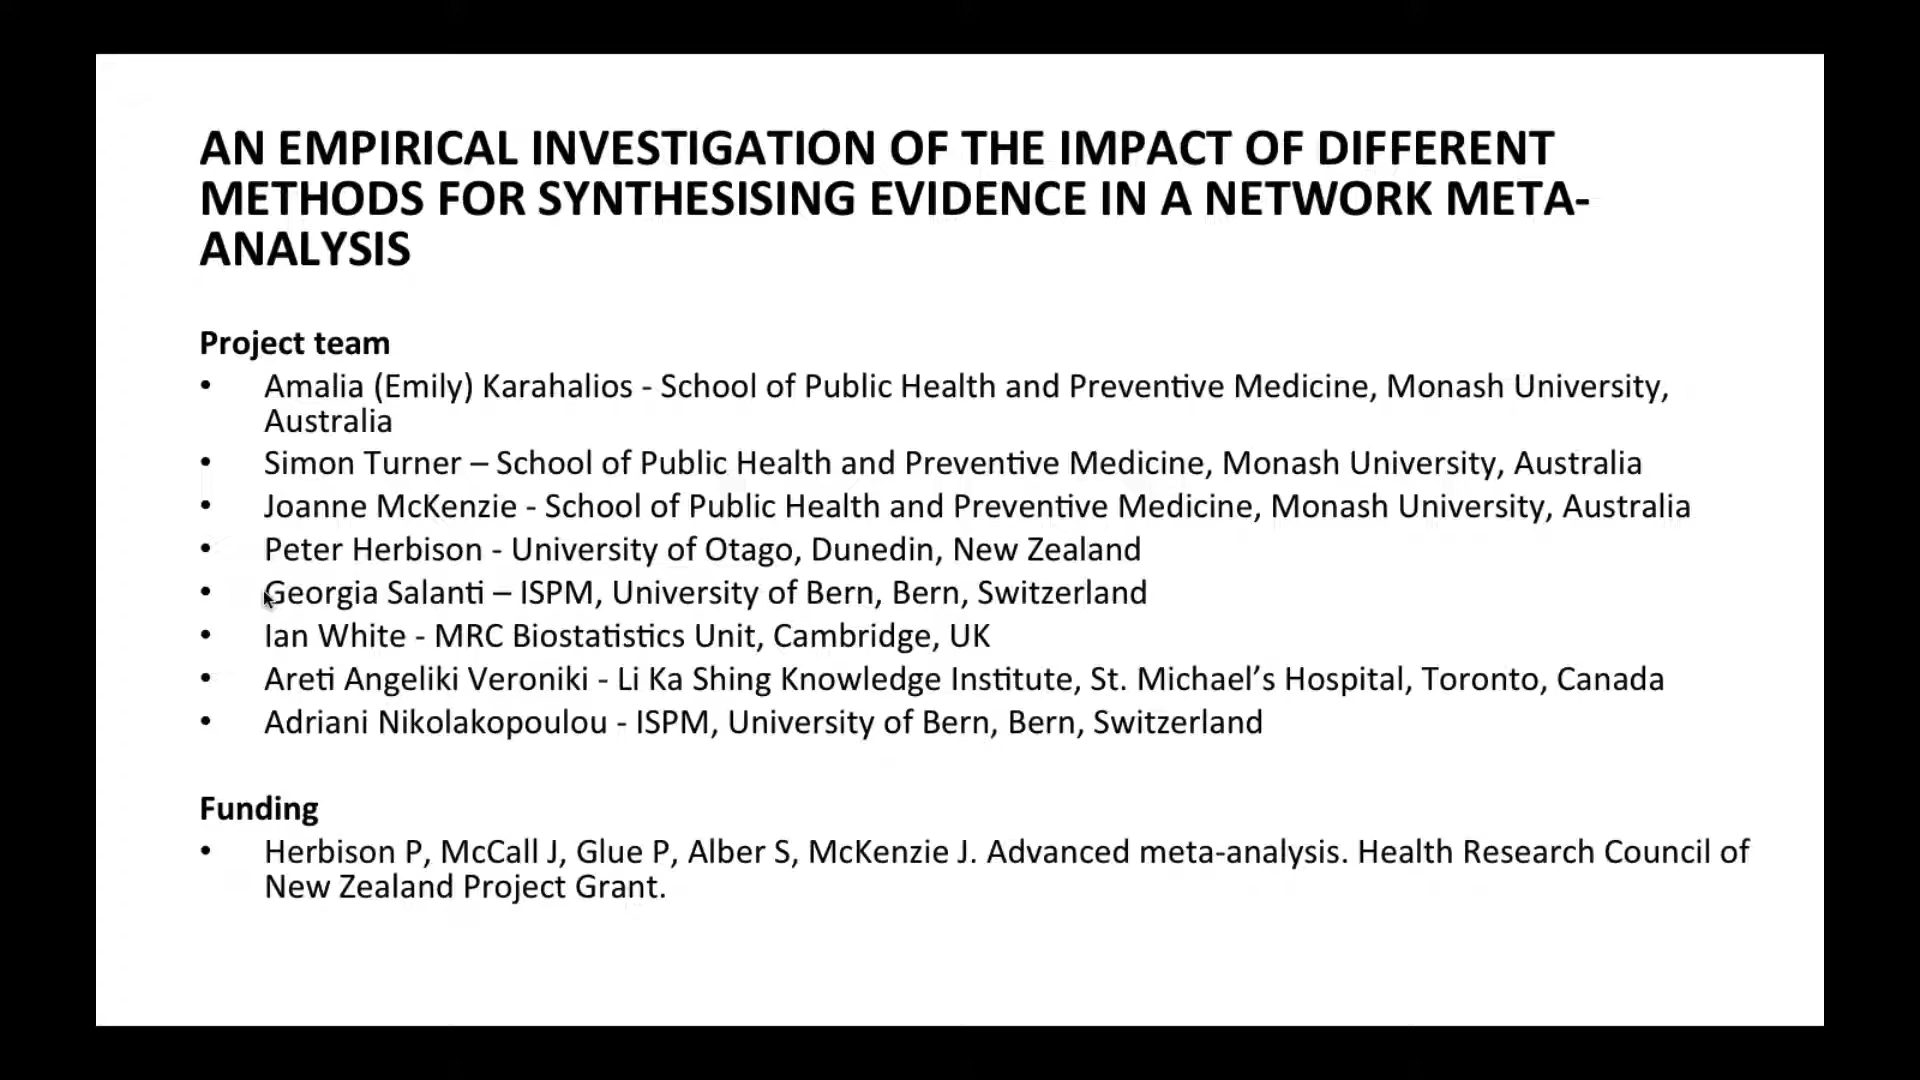 AN EMPIRICAL INVESTIGATION OF THE IMPACT OF DIFFERENT
METHODS FOR SYNTHESISING EVIDENCE IN A NETWORK META-
ANALYSIS
Project team
• Amalia (Emily) Karahalios - School of Public Health and Preventive Medicine, Monash University,
Australia
• Simon Turner – School of Public Health and Preventive Medicine, Monash University, Australia
• Joanne McKenzie - School of Public Health and Preventive Medicine, Monash University, Australia
• Peter Herbison - University of Otago, Dunedin, New Zealand
• Georgia Salanti – ISPM, University of Bern, Bern, Switzerland
• Ian White - MRC Biostatistics Unit, Cambridge, UK
• Areti Angeliki Veroniki - Li Ka Shing Knowledge Institute, St. Michael’s Hospital, Toronto, Canada
• Adriani Nikolakopoulou - ISPM, University of Bern, Bern, Switzerland
Funding
• Herbison P, McCall J, Glue P, Alber S, McKenzie J. Advanced meta-analysis. Health Research Council of
New Zealand Project Grant.